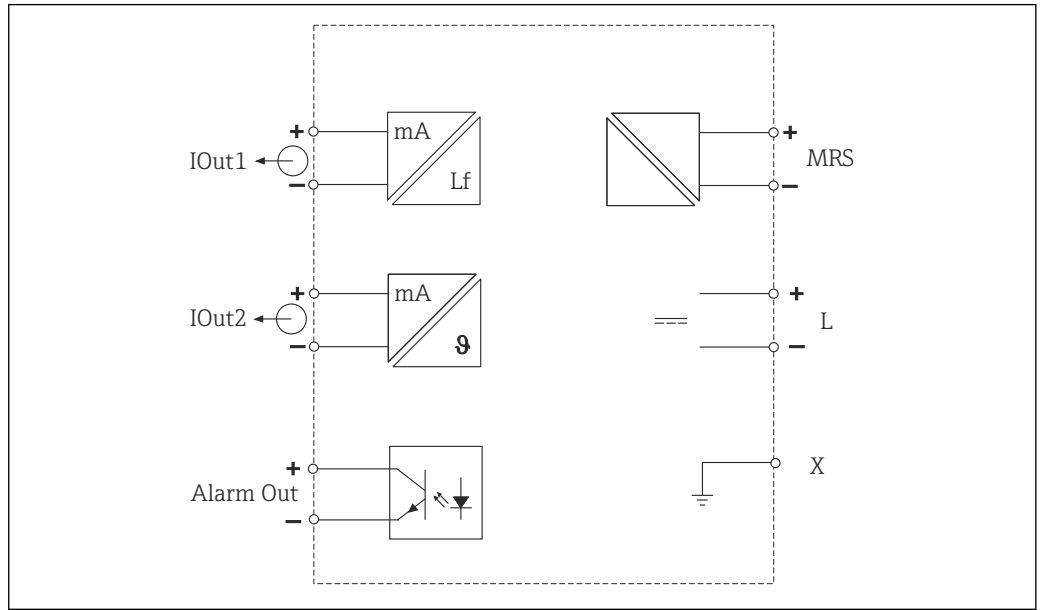 + mA +
IOut1 MRS
− Lf −
+ mA +
IOut2 L
− ϑ −
+ X
Alarm Out
−